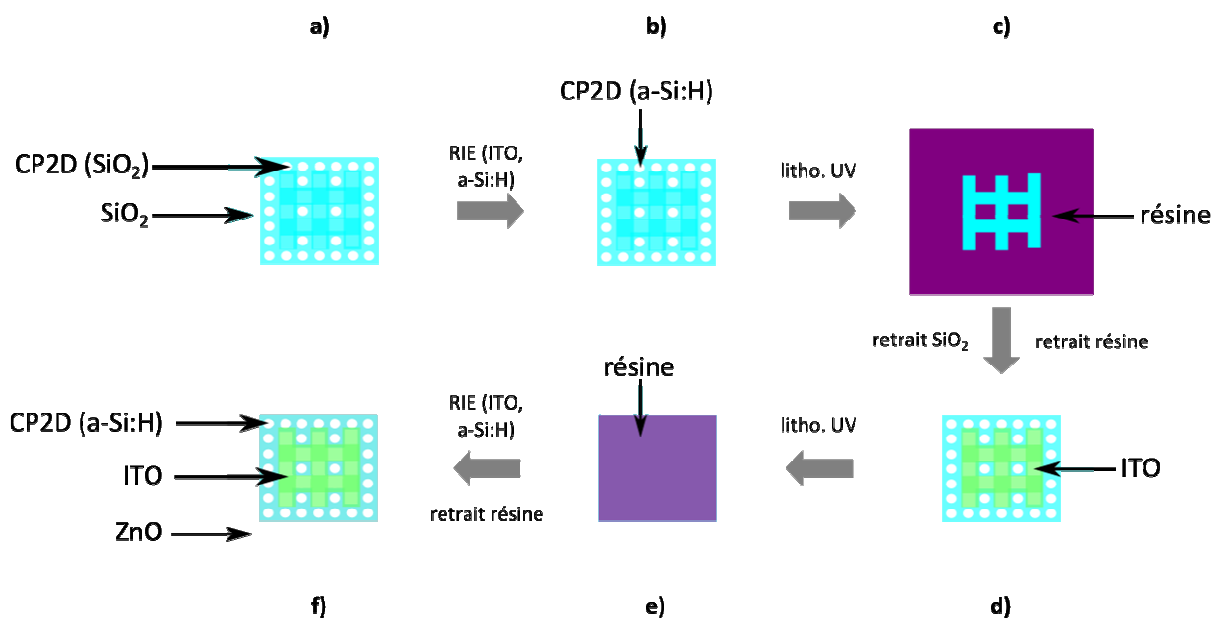 a)
b)
c)
CP2D (SiO₂)
SiO₂
RIE (ITO,
a-Si:H)
CP2D (a-Si:H)
litho. UV
résine
retrait SiO₂
retrait résine
CP2D (a-Si:H)
ITO
ZnO
RIE (ITO,
a-Si:H)
retrait résine
résine
litho. UV
ITO
f)
e)
d)